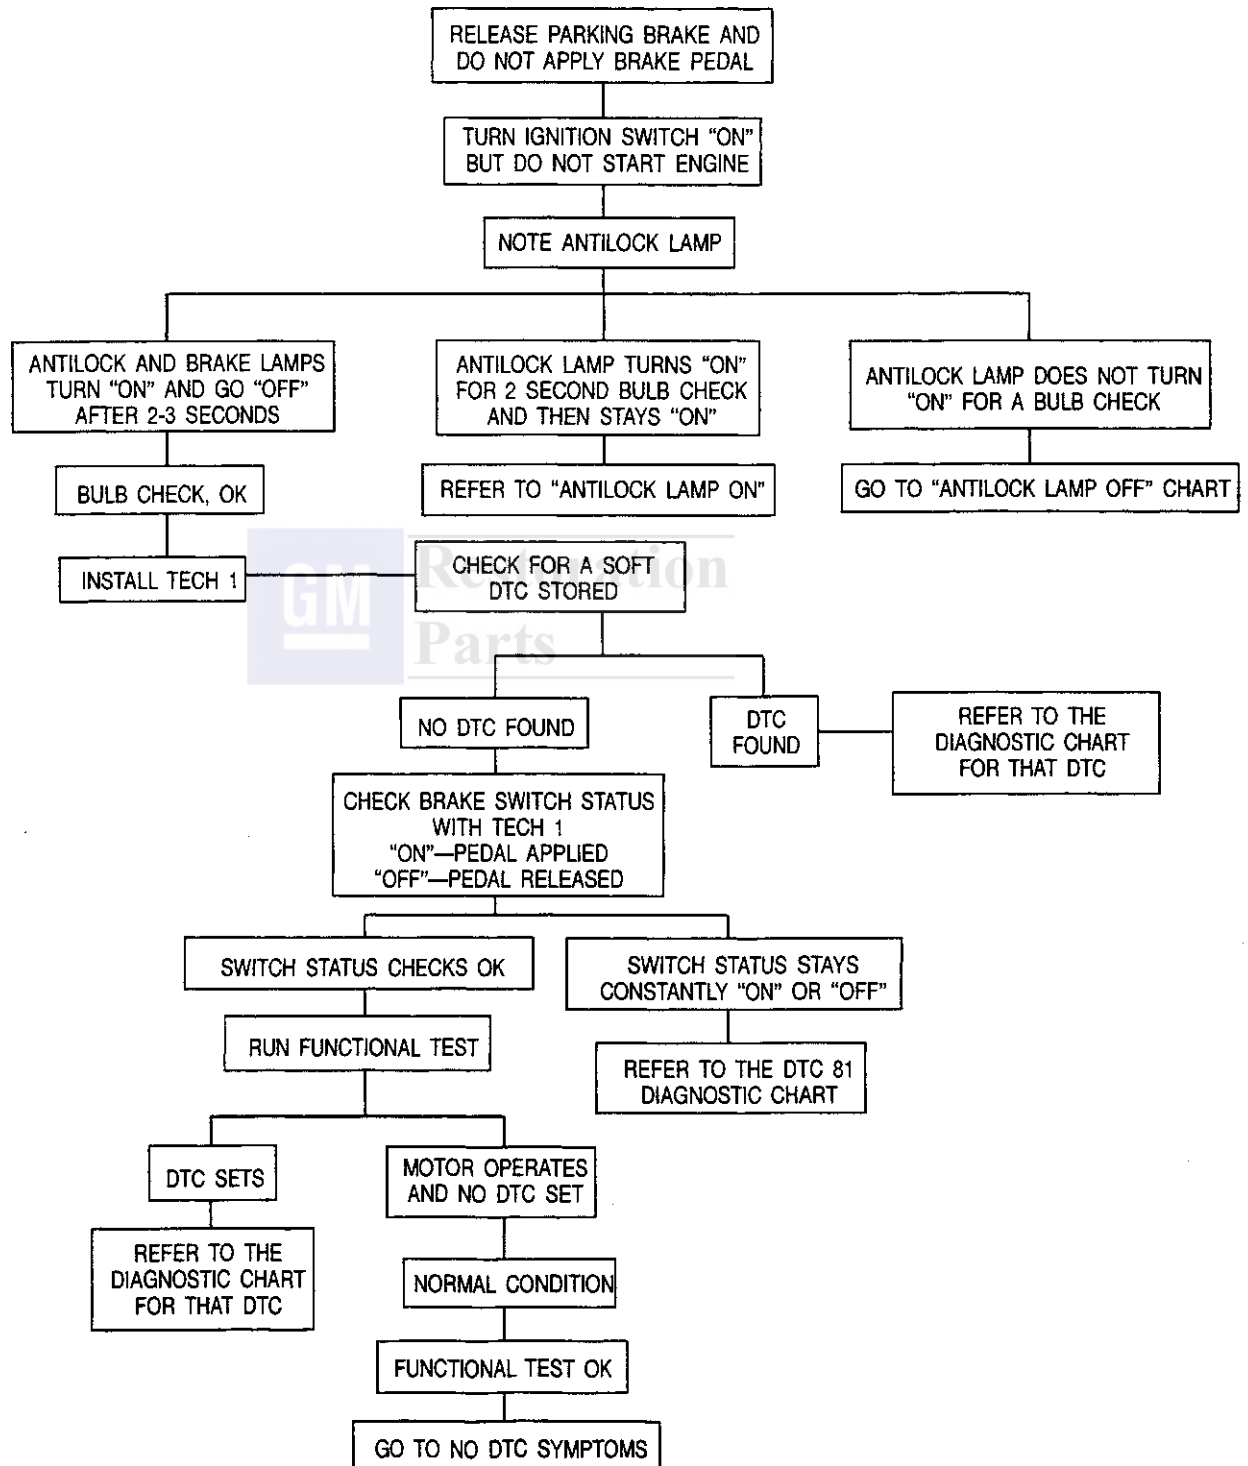 RELEASE PARKING BRAKE AND
DO NOT APPLY BRAKE PEDAL
TURN IGNITION SWITCH “ON”
BUT DO NOT START ENGINE
NOTE ANTILOCK LAMP
ANTILOCK AND BRAKE LAMPS
TURN “ON” AND GO “OFF”
AFTER 2-3 SECONDS
ANTILOCK LAMP TURNS “ON”
FOR 2 SECOND BULB CHECK
AND THEN STAYS “ON”
ANTILOCK LAMP DOES NOT TURN
“ON” FOR A BULB CHECK
BULB CHECK, OK
REFER TO “ANTILOCK LAMP ON”
GO TO “ANTILOCK LAMP OFF” CHART
INSTALL TECH 1
CHECK FOR A SOFT
DTC STORED
GM
Restoration
Parts
NO DTC FOUND
DTC
FOUND
REFER TO THE
DIAGNOSTIC CHART
FOR THAT DTC
CHECK BRAKE SWITCH STATUS
WITH TECH 1
“ON”—PEDAL APPLIED
“OFF”—PEDAL RELEASED
SWITCH STATUS CHECKS OK
SWITCH STATUS STAYS
CONSTANTLY “ON” OR “OFF”
RUN FUNCTIONAL TEST
REFER TO THE DTC 81
DIAGNOSTIC CHART
DTC SETS
MOTOR OPERATES
AND NO DTC SET
REFER TO THE
DIAGNOSTIC CHART
FOR THAT DTC
NORMAL CONDITION
FUNCTIONAL TEST OK
GO TO NO DTC SYMPTOMS